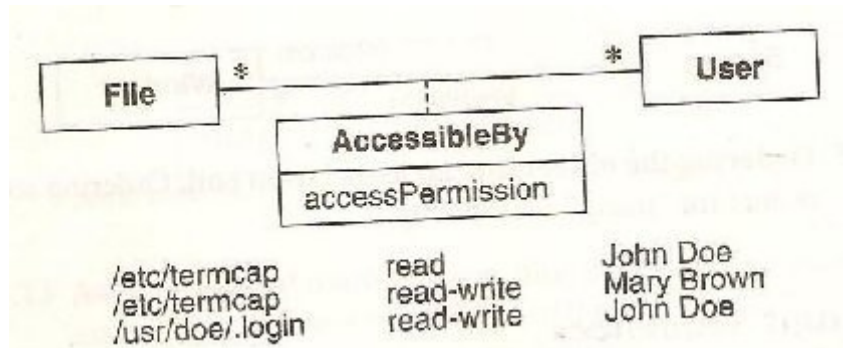 * *
File User
AccessibleBy
accessPermission
/etc/termcap read John Doe
/etc/termcap read-write Mary Brown
/usr/doe/.login read-write John Doe